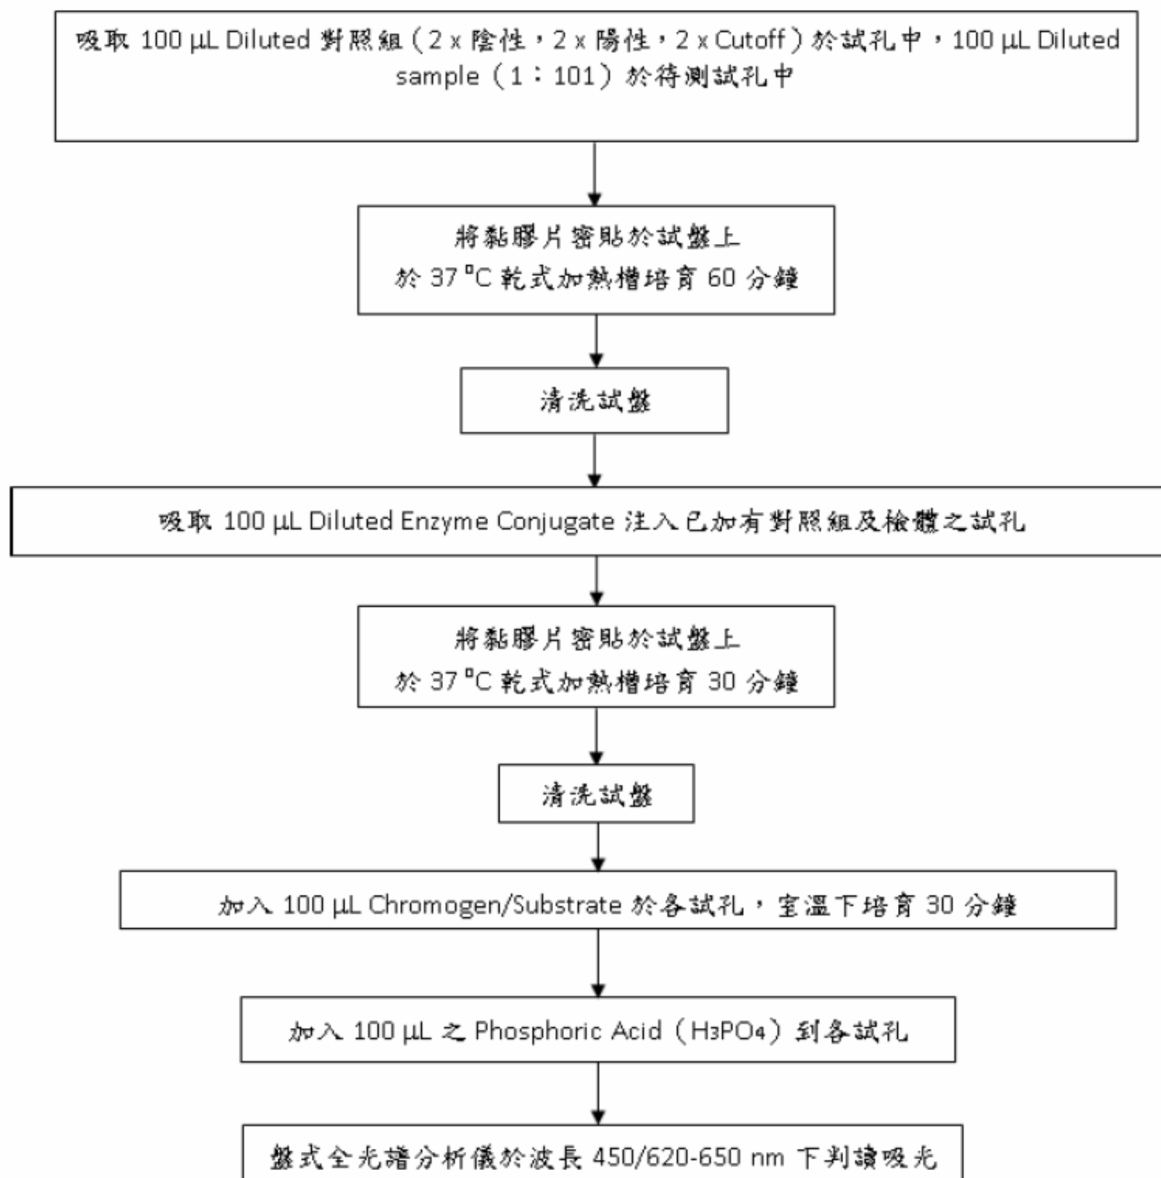 吸取 100 µL Diluted 對照組（2 x 陰性，2 x 陽性，2 x Cutoff）於試孔中，100 µL Diluted
sample（1：101）於待測試孔中
將黏膠片密貼於試盤上
於 37 ºC 乾式加熱槽培育 60 分鐘
清洗試盤
吸取 100 µL Diluted Enzyme Conjugate 注入已加有對照組及檢體之試孔
將黏膠片密貼於試盤上
於 37 ºC 乾式加熱槽培育 30 分鐘
清洗試盤
加入 100 µL Chromogen/Substrate 於各試孔，室溫下培育 30 分鐘
加入 100 µL 之 Phosphoric Acid（H3PO4）到各試孔
盤式全光譜分析儀於波長 450/620-650 nm 下判讀吸光